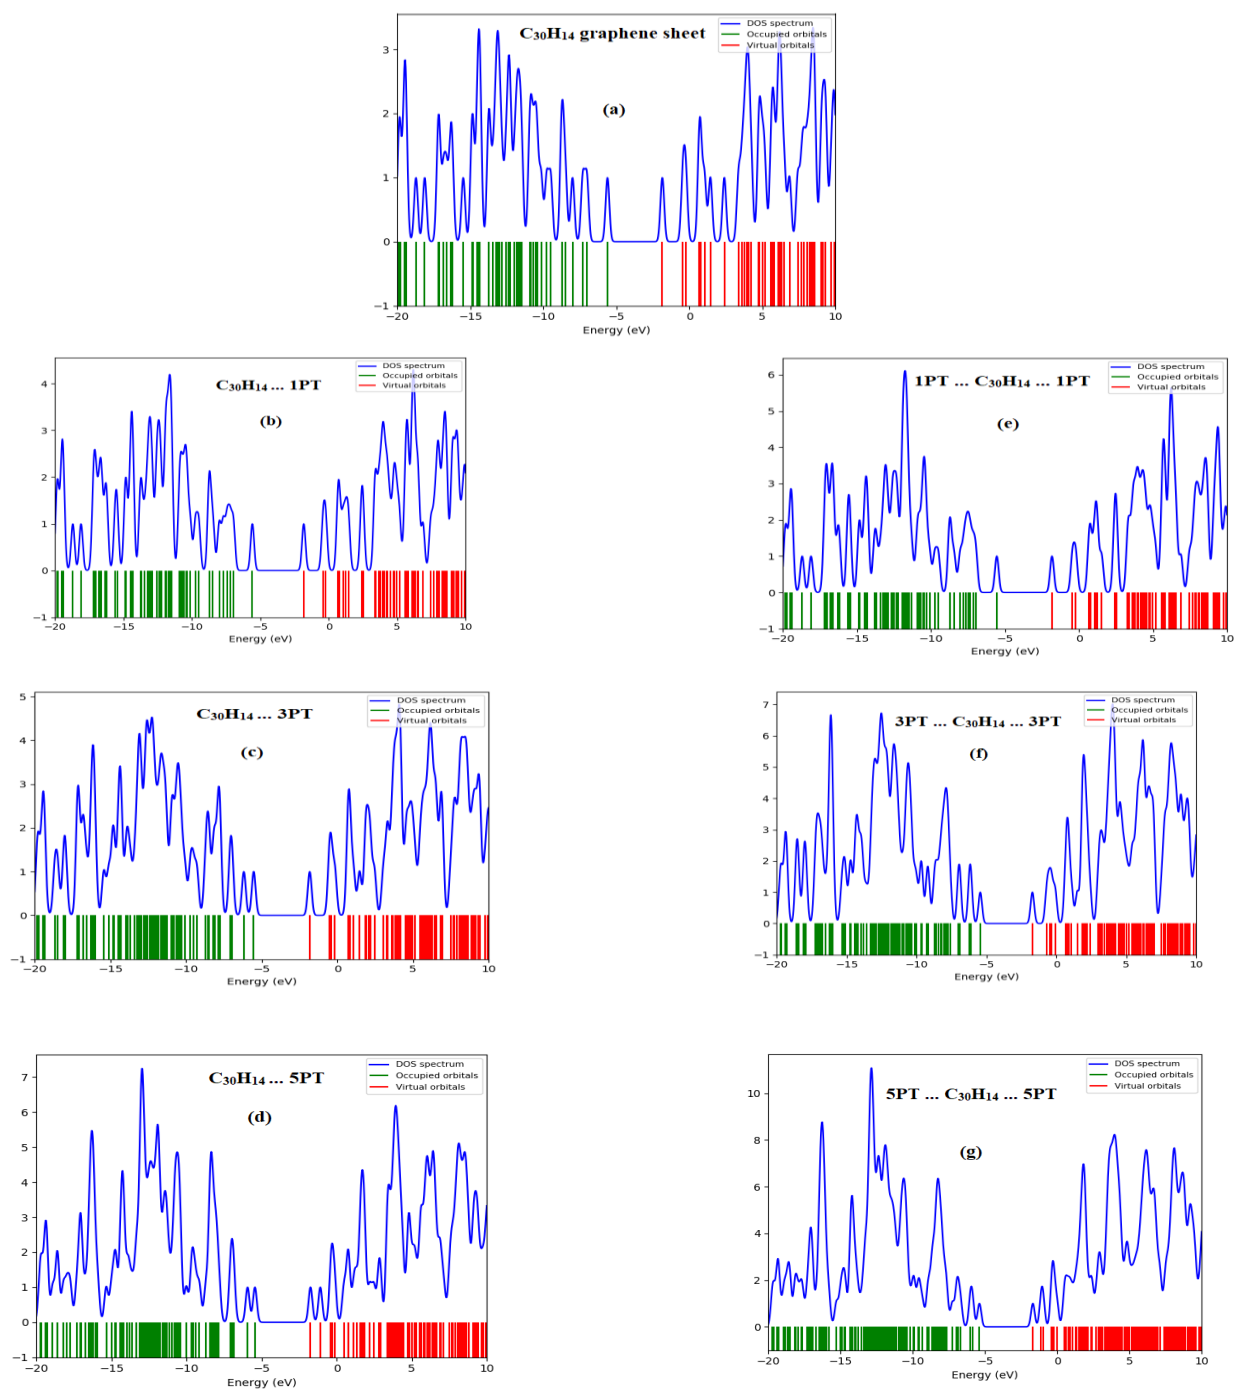 C₃₀H₁₄ graphene sheet
DOS spectrum
Occupied orbitals
Virtual orbitals
(a)
3
2
1
0
−1
−20 −15 −10 −5 0 5 10
Energy (eV)
C₃₀H₁₄ ... 1PT
DOS spectrum
Occupied orbitals
Virtual orbitals
(b)
4
3
2
1
0
−1
−20 −15 −10 −5 0 5 10
Energy (eV)
1PT ... C₃₀H₁₄ ... 1PT
DOS spectrum
Occupied orbitals
Virtual orbitals
(e)
6
5
4
3
2
1
0
−1
−20 −15 −10 −5 0 5 10
Energy (eV)
C₃₀H₁₄ ... 3PT
DOS spectrum
Occupied orbitals
Virtual orbitals
(c)
5
4
3
2
1
0
−1
−20 −15 −10 −5 0 5 10
Energy (eV)
3PT ... C₃₀H₁₄ ... 3PT
DOS spectrum
Occupied orbitals
Virtual orbitals
(f)
7
6
5
4
3
2
1
0
−1
−20 −15 −10 −5 0 5 10
Energy (eV)
C₃₀H₁₄ ... 5PT
DOS spectrum
Occupied orbitals
Virtual orbitals
(d)
7
6
5
4
3
2
1
0
−1
−20 −15 −10 −5 0 5 10
Energy (eV)
5PT ... C₃₀H₁₄ ... 5PT
DOS spectrum
Occupied orbitals
Virtual orbitals
(g)
10
8
6
4
2
0
−20 −15 −10 −5 0 5 10
Energy (eV)